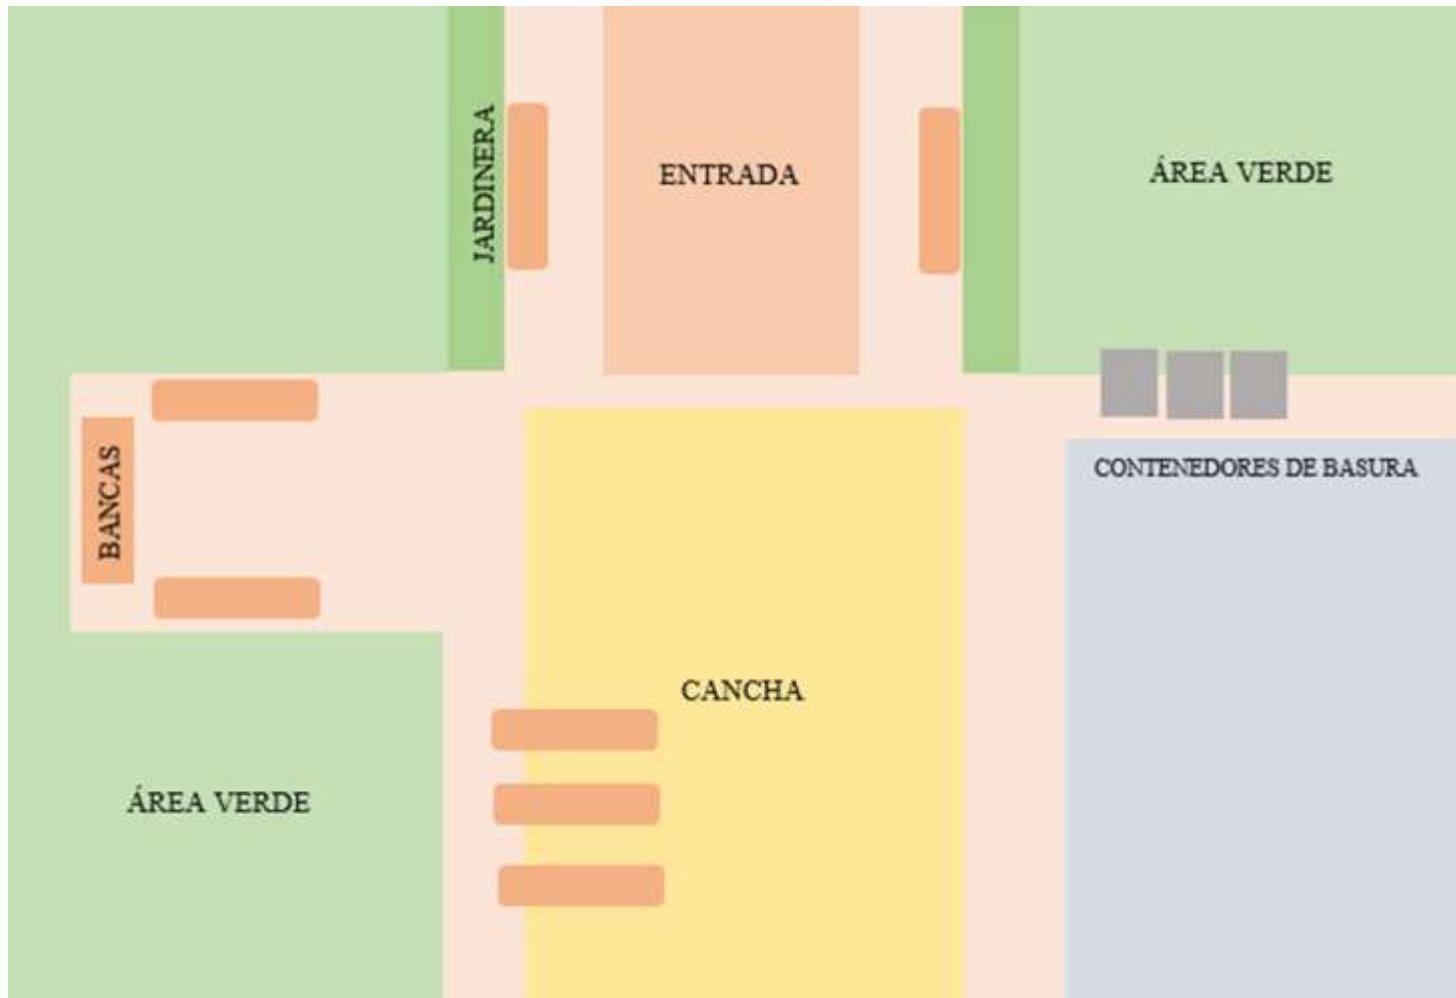 JARDINERA
ENTRADA
ÁREA VERDE
BANCAS
CONTENEDORES DE BASURA
CANCHA
ÁREA VERDE